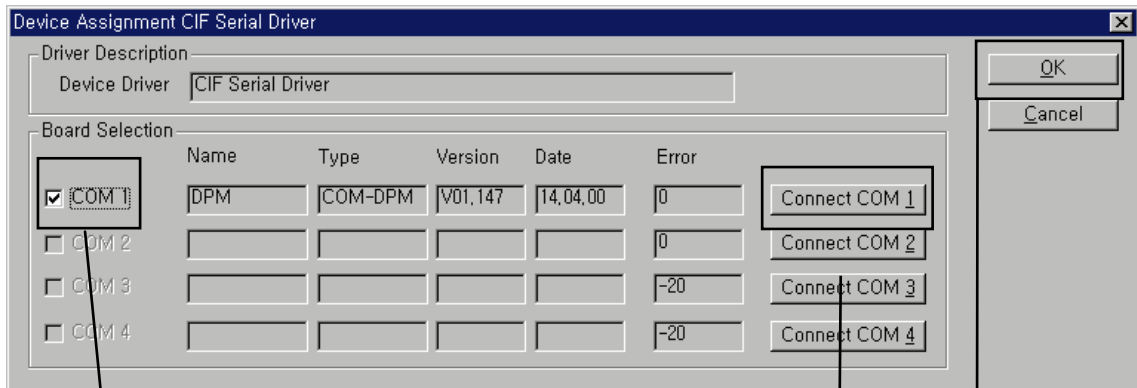 Device Assignment CIF Serial Driver
Driver Description
Device Driver CIF Serial Driver
OK
Cancel
Board Selection
Name Type Version Date Error
COM 1 DPM COM-DPM V01,147 14,04,00 0 Connect COM 1
COM 2 0 Connect COM 2
COM 3 -20 Connect COM 3
COM 4 -20 Connect COM 4